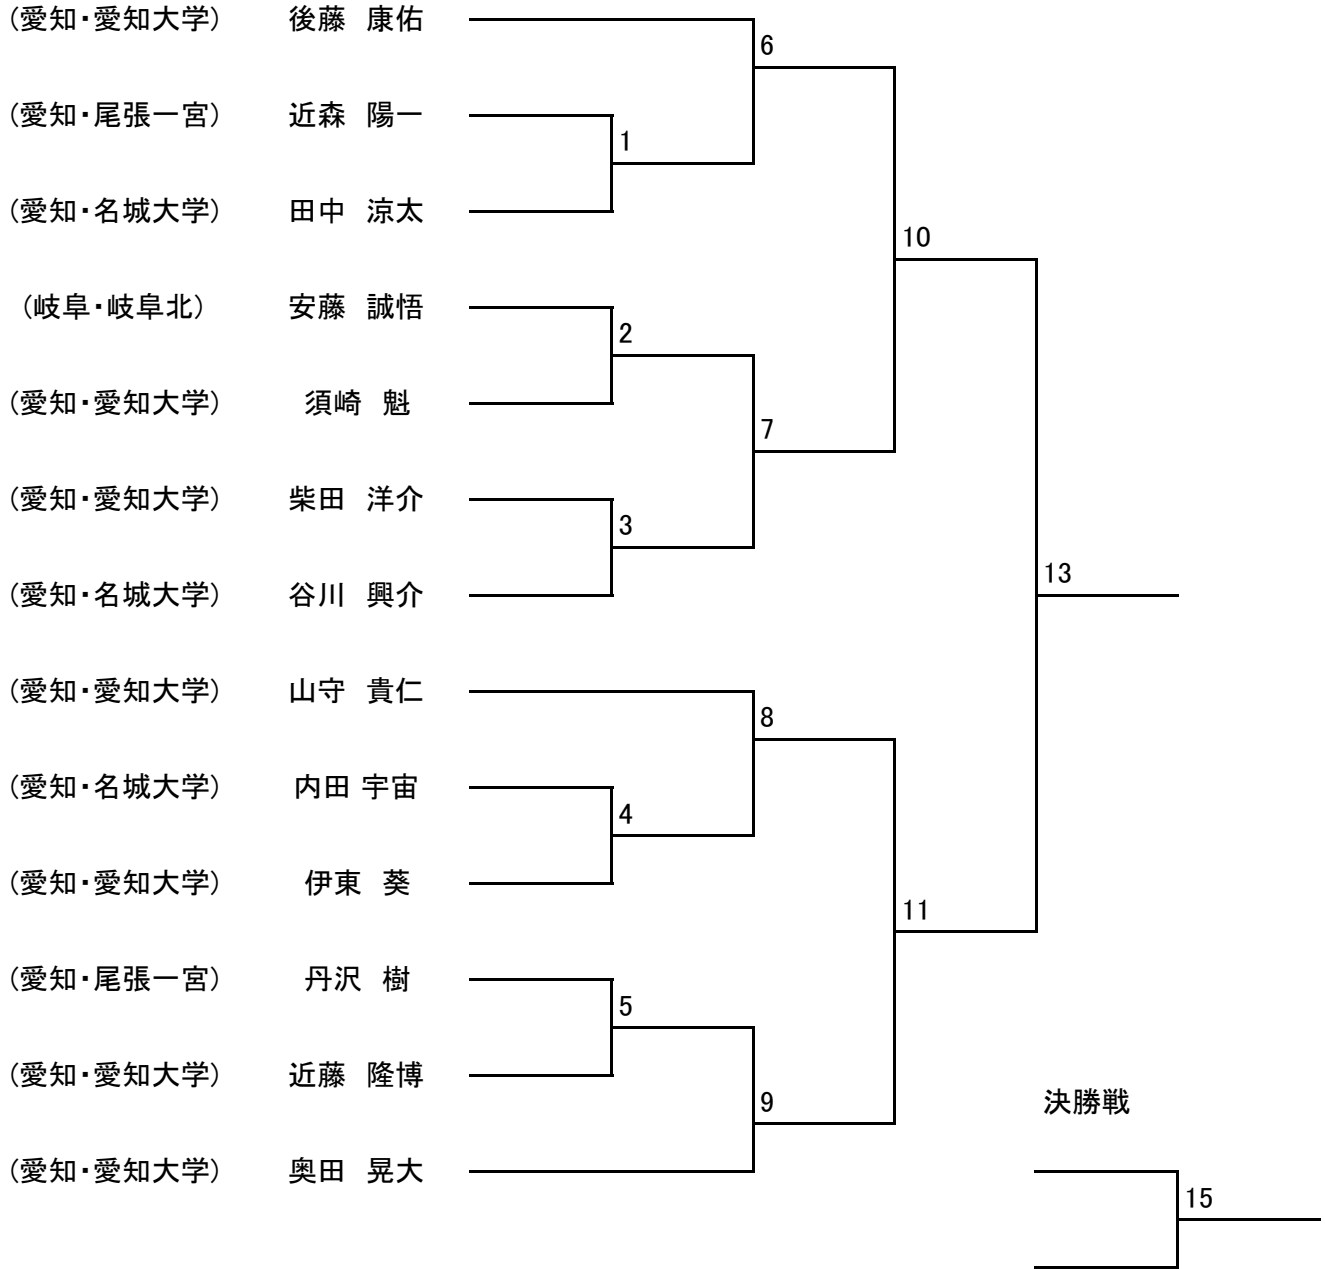 (愛知・愛知大学) 後藤 康佑
6
(愛知・尾張一宮) 近森 陽一
1
(愛知・名城大学) 田中 涼太
10
(岐阜・岐阜北) 安藤 誠悟
2
(愛知・愛知大学) 須崎 魁
7
(愛知・愛知大学) 柴田 洋介
3
13
(愛知・名城大学) 谷川 興介
(愛知・愛知大学) 山守 貴仁
8
(愛知・名城大学) 内田 宇宙
4
(愛知・愛知大学) 伊東 葵
11
(愛知・尾張一宮) 丹沢 樹
5
(愛知・愛知大学) 近藤 隆博
9 決勝戦
(愛知・愛知大学) 奥田 晃大
15